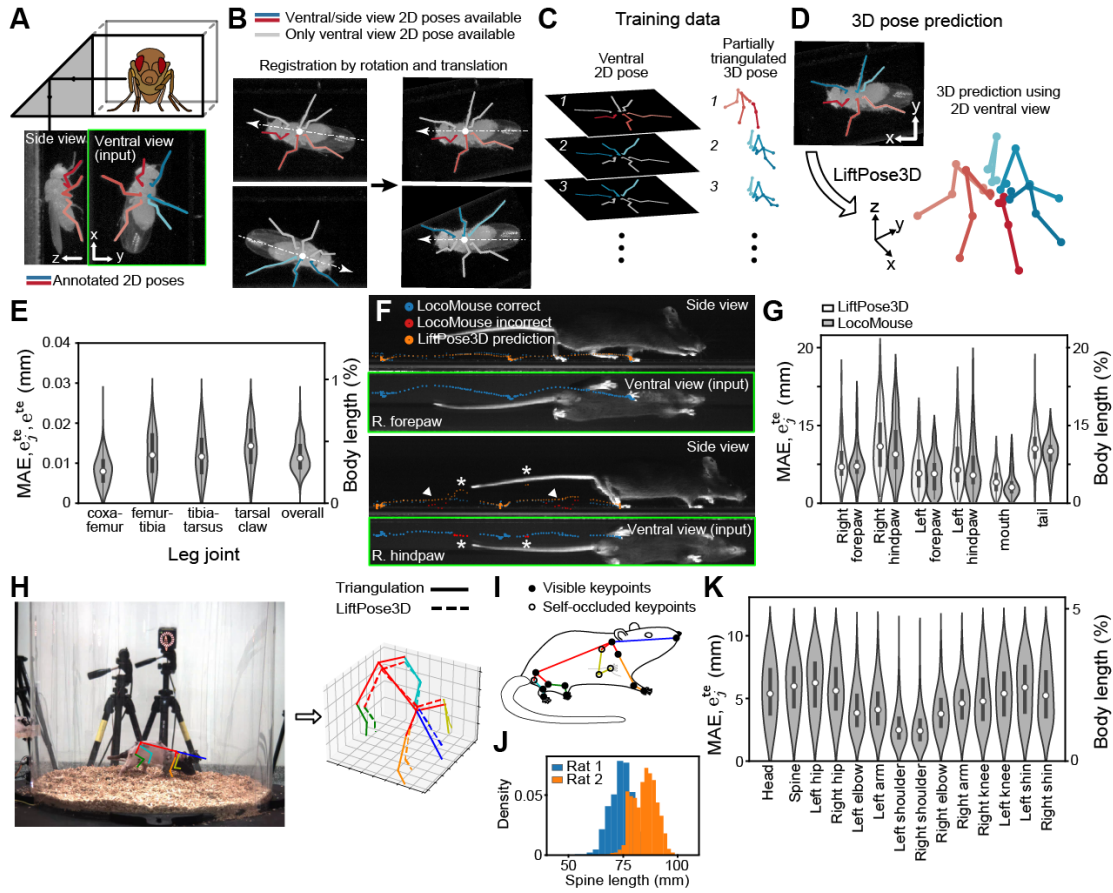 A
Side view
Ventral view
(input)
z
x
y
Annotated 2D poses
B
Ventral/side view 2D poses available
Only ventral view 2D pose available
Registration by rotation and translation
C
Training data
Ventral
2D pose
Partially
triangulated
3D pose
1
1
2
2
3
3
D
3D pose prediction
y
x
3D prediction using
2D ventral view
LiftPose3D
z
y
x
E
MAE, e_j^te, e^te (mm)
0.04
0.03
0.02
0.01
0
Body length (%)
1
0
coxa-
femur
femur-
tibia
tibia-
tarsus
tarsal
claw
overall
Leg joint
F
LocoMouse correct
LocoMouse incorrect
LiftPose3D prediction
Side view
Ventral view (input)
R. forepaw
Side view
*
Ventral view (input)
* *
R. hindpaw
G
LiftPose3D
LocoMouse
MAE, e_j^te (mm)
20
15
10
5
0
Body length (%)
20
14
7
0
Right
forepaw
Right
hindpaw
Left
forepaw
Left
hindpaw
mouth
tail
H
Triangulation
LiftPose3D
I
Visible keypoints
Self-occluded keypoints
J
Rat 1
Rat 2
Density
0.05
0
50
75
100
Spine length (mm)
K
MAE, e_j^te (mm)
10
5
0
Body length (%)
5
0
Head
Spine
Left hip
Right hip
Left elbow
Left arm
Left shoulder
Right shoulder
Right elbow
Right arm
Right knee
Left knee
Left shin
Right shin